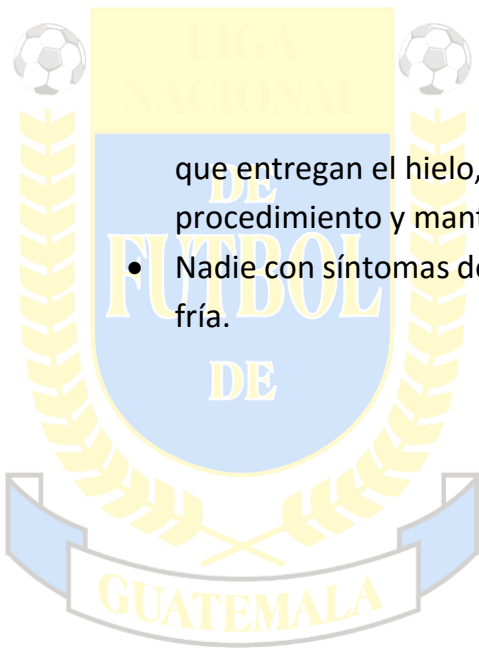 LIGA
NACIONAL
que entregan el hielo,
DE
procedimiento y mant
• Nadie con síntomas de
FUTBOL
fría.
DE
GUATEMALA